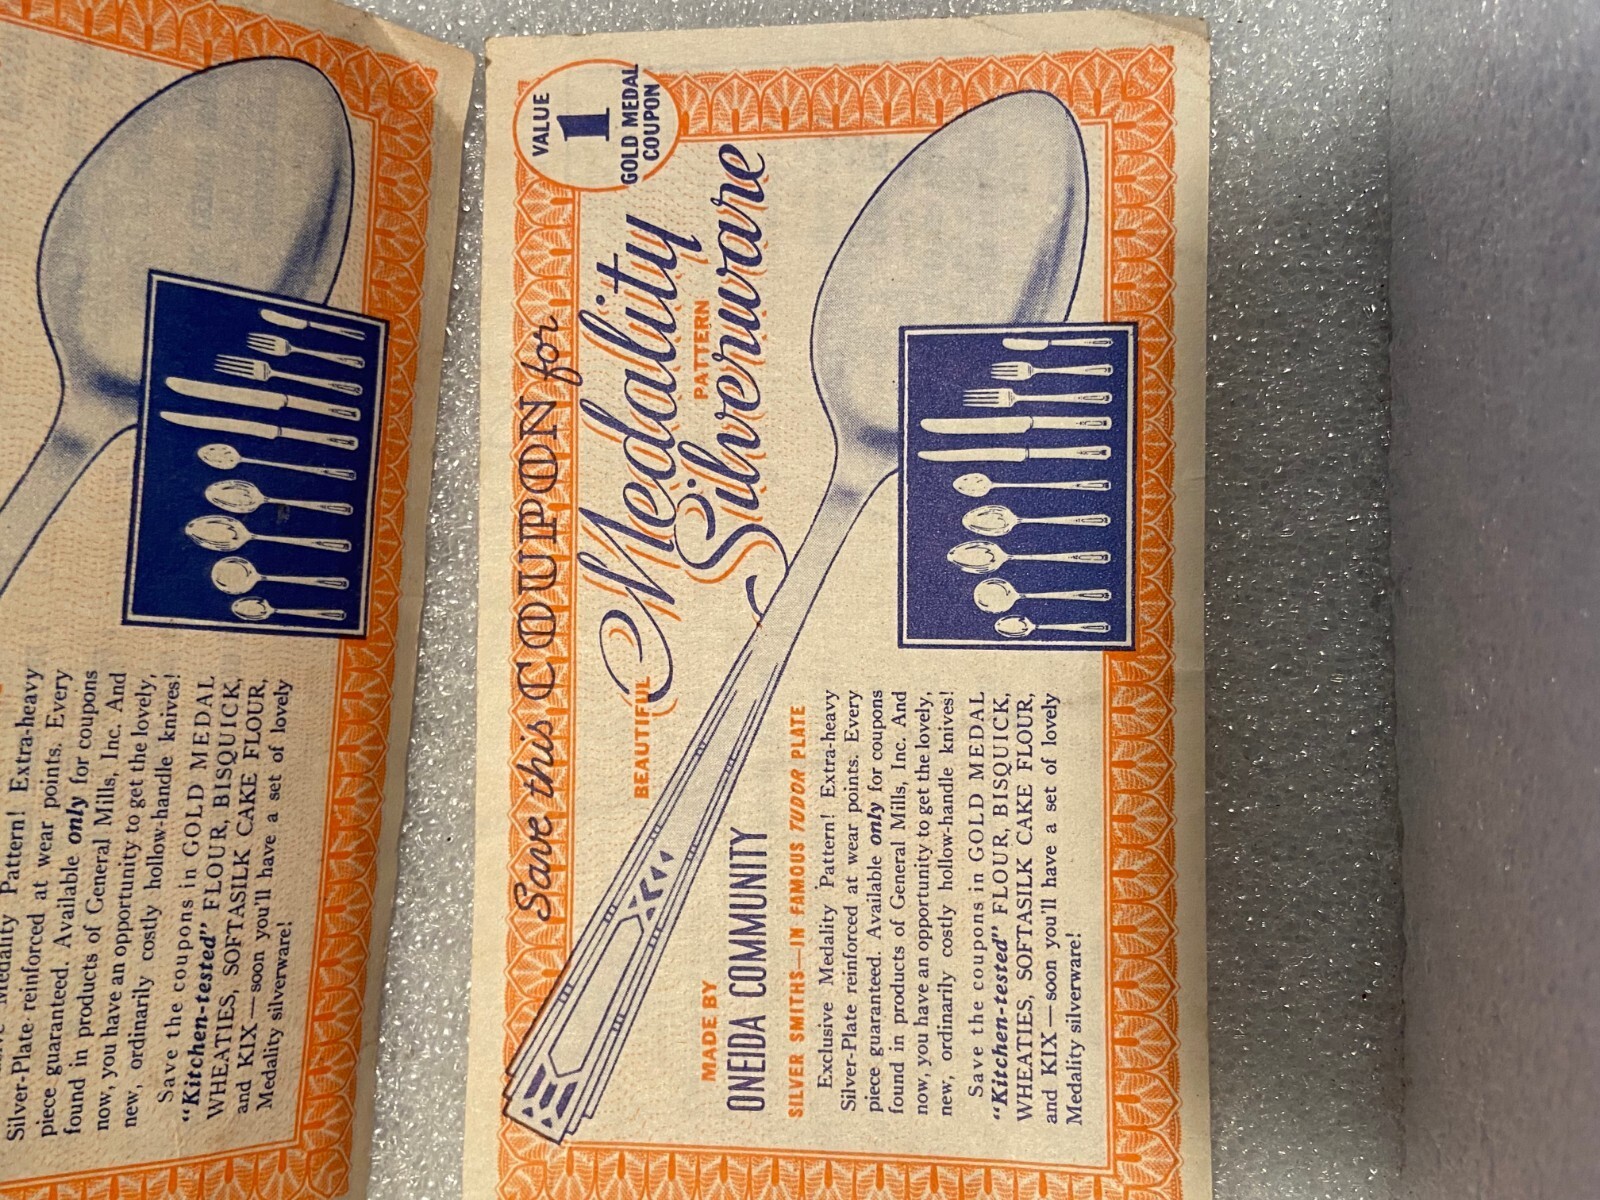 Save this COUPON for
VALUE
1
GOLD MEDAL
COUPON
BEAUTIFUL
Medality
PATTERN
Silverware
MADE BY
ONEIDA COMMUNITY
SILVER SMITHS—IN FAMOUS TUDOR PLATE
Exclusive Medality Pattern! Extra-heavy
Silver-Plate reinforced at wear points. Every
piece guaranteed. Available only for coupons
found in products of General Mills, Inc. And
now, you have an opportunity to get the lovely,
new, ordinarily costly hollow-handle knives!
Save the coupons in GOLD MEDAL
"Kitchen-tested" FLOUR, BISQUICK,
WHEATIES, SOFTASILK CAKE FLOUR,
and KIX—soon you'll have a set of lovely
Medality silverware!
Medality Pattern! Extra-heavy
Silver-Plate reinforced at wear points. Every
piece guaranteed. Available only for coupons
found in products of General Mills, Inc. And
now, you have an opportunity to get the lovely,
new, ordinarily costly hollow-handle knives!
Save the coupons in GOLD MEDAL
"Kitchen-tested" FLOUR, BISQUICK,
WHEATIES, SOFTASILK CAKE FLOUR,
and KIX—soon you'll have a set of lovely
Medality silverware!